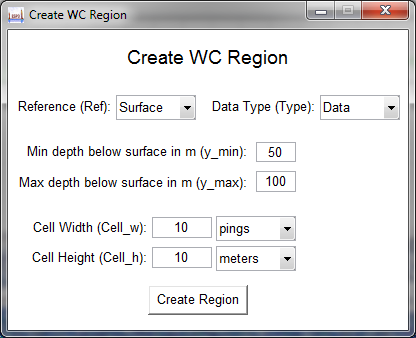 Create WC Region
Create WC Region
Reference (Ref): Surface Data Type (Type): Data
Min depth below surface in m (y_min): 50
Max depth below surface in m (y_max): 100
Cell Width (Cell_w): 10 pings
Cell Height (Cell_h): 10 meters
Create Region